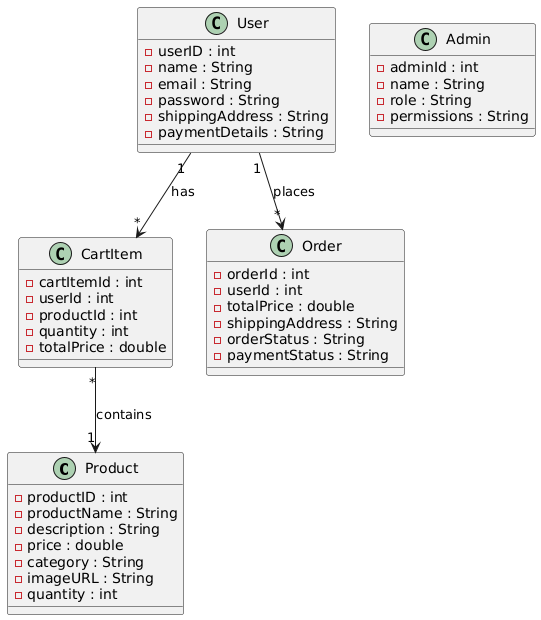 C User
userID : int
name : String
email : String
password : String
shippingAddress : String
paymentDetails : String
C Admin
adminId : int
name : String
role : String
permissions : String
1
has
*
1
places
*
C CartItem
cartItemId : int
userId : int
productId : int
quantity : int
totalPrice : double
C Order
orderId : int
userId : int
totalPrice : double
shippingAddress : String
orderStatus : String
paymentStatus : String
*
contains
1
C Product
productID : int
productName : String
description : String
price : double
category : String
imageURL : String
quantity : int